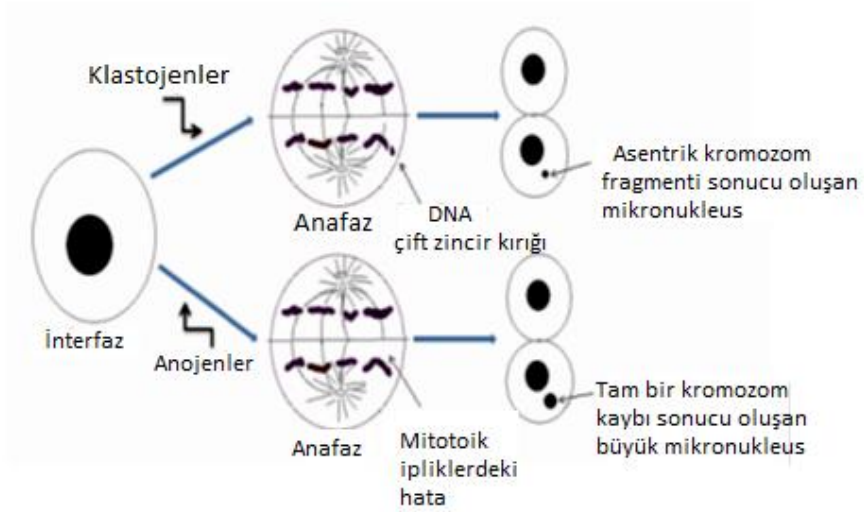 Klastojenler
Anafaz
DNA
çift zincir kırığı
Asentrik kromozom
fragmenti sonucu oluşan
mikronukleus
İnterfaz
Anojenler
Anafaz
Mitotoik
ipliklerdeki
hata
Tam bir kromozom
kaybı sonucu oluşan
büyük mikronukleus